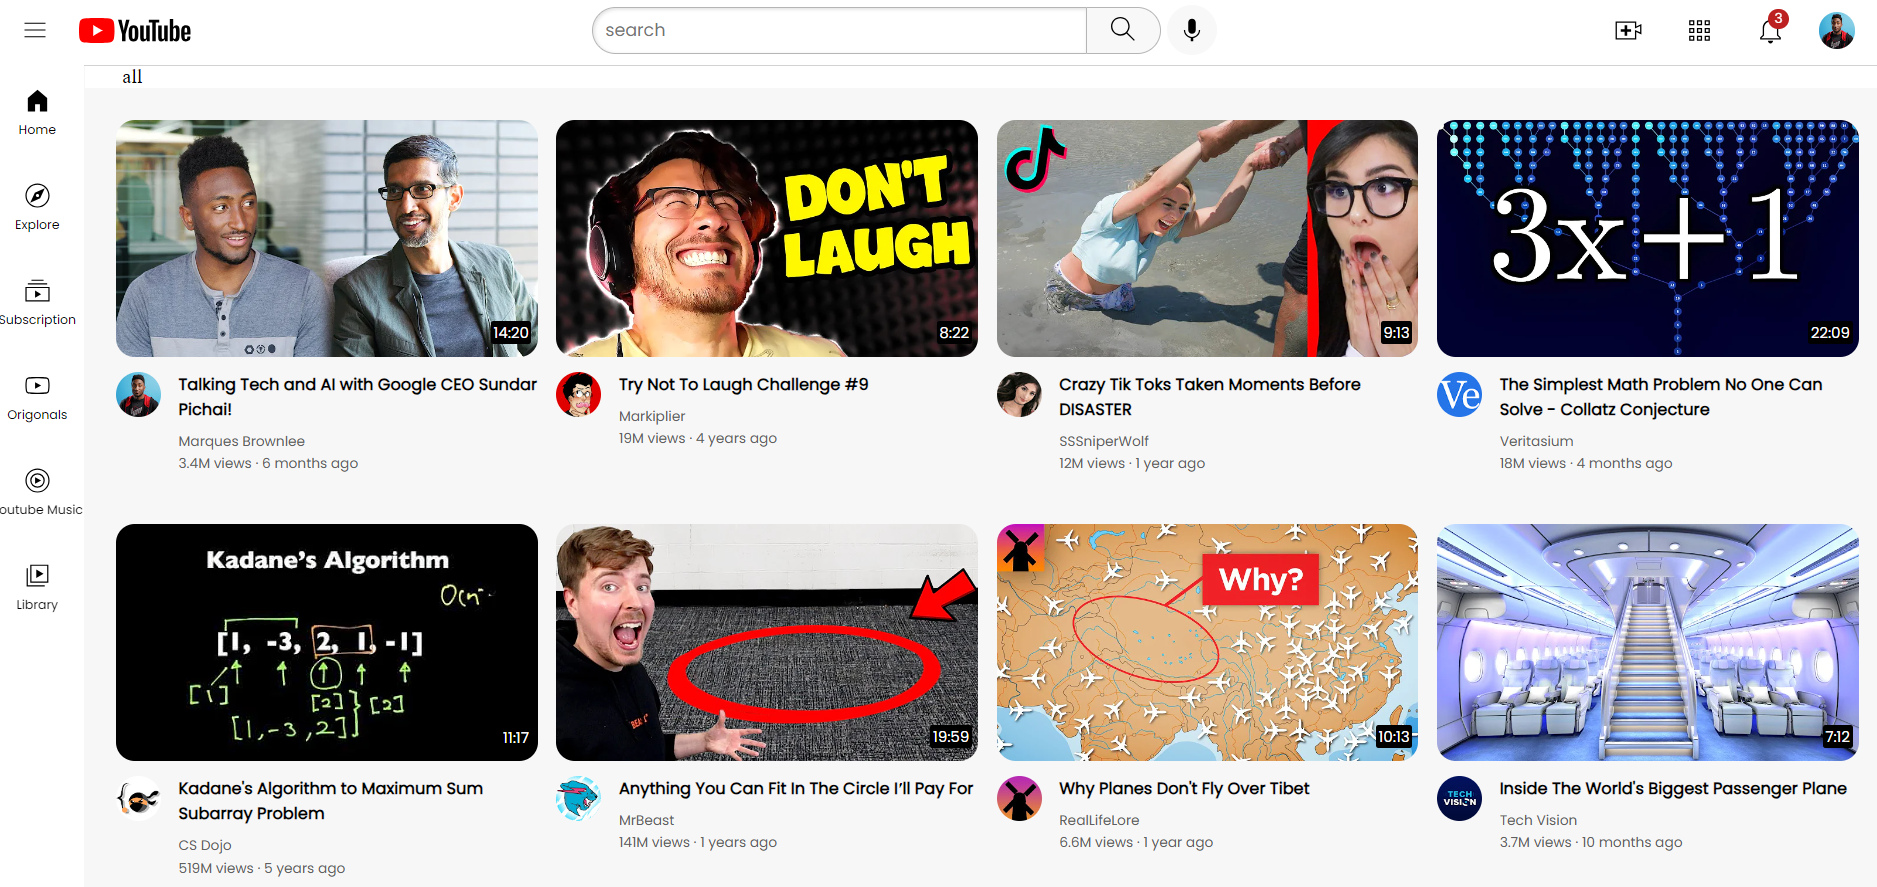 YouTube
search
3
all
Home
Explore
Subscription
Origonals
outube Music
Library
DON'T
LAUGH
3x+1
14:20
8:22
9:13
22:09
Talking Tech and AI with Google CEO Sundar
Pichai!
Marques Brownlee
3.4M views · 6 months ago
Try Not To Laugh Challenge #9
Markiplier
19M views · 4 years ago
Crazy Tik Toks Taken Moments Before
DISASTER
SSSniperWolf
12M views · 1 year ago
Ve
The Simplest Math Problem No One Can
Solve - Collatz Conjecture
Veritasium
18M views · 4 months ago
Kadane's Algorithm
[1, -3, 2, 1, -1]
[1]
[2]
[2]
[1, -3, 2]
11:17
19:59
Why?
10:13
7:12
Kadane's Algorithm to Maximum Sum
Subarray Problem
CS Dojo
519M views · 5 years ago
Anything You Can Fit In The Circle I'll Pay For
MrBeast
141M views · 1 years ago
Why Planes Don't Fly Over Tibet
RealLifeLore
6.6M views · 1 year ago
TECH
VISION
Inside The World's Biggest Passenger Plane
Tech Vision
3.7M views · 10 months ago